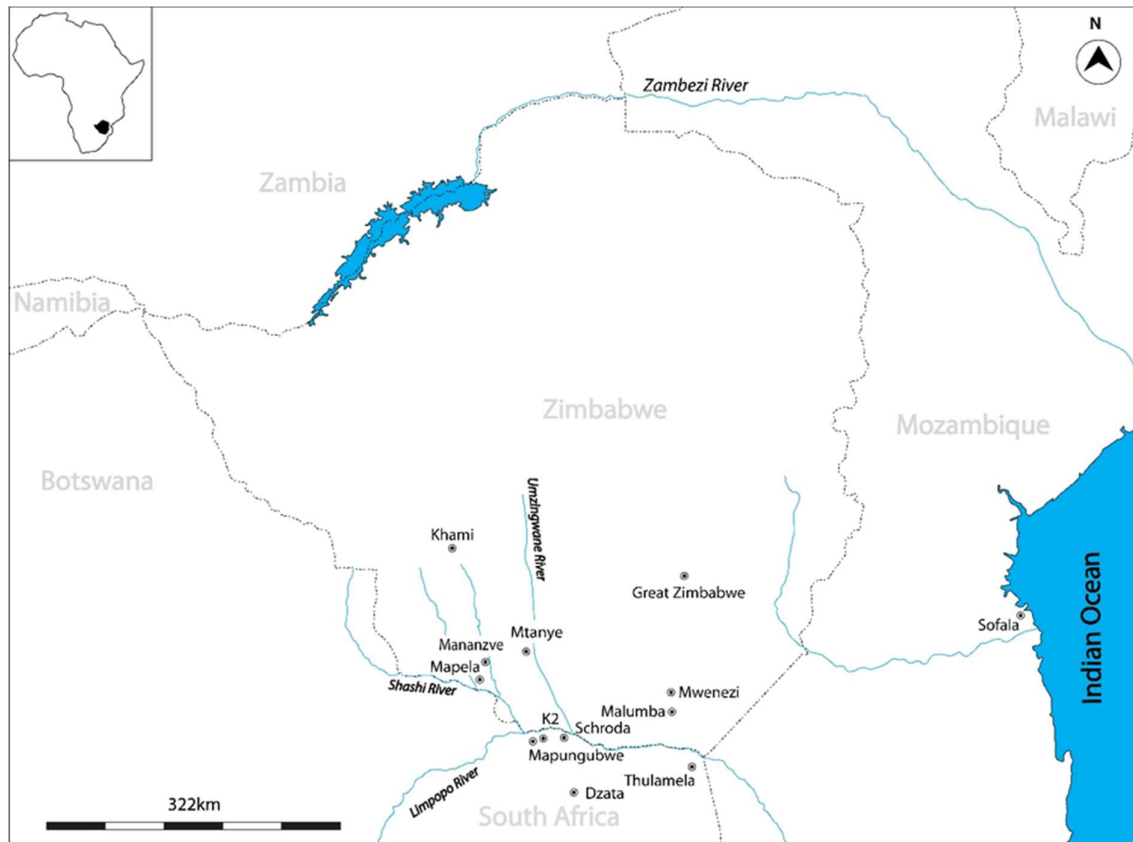 N
Zambezi River
Malawi
Zambia
Namibia
Zimbabwe
Mozambique
Botswana
Umzingwane River
Khami
Great Zimbabwe
Sofala
Indian Ocean
Mtanye
Mananzve
Mapela
Shashi River
Mwenezi
Malumba
K2
Schroda
Mapungubwe
Thulamela
Limpopo River
Dzata
322km
South Africa